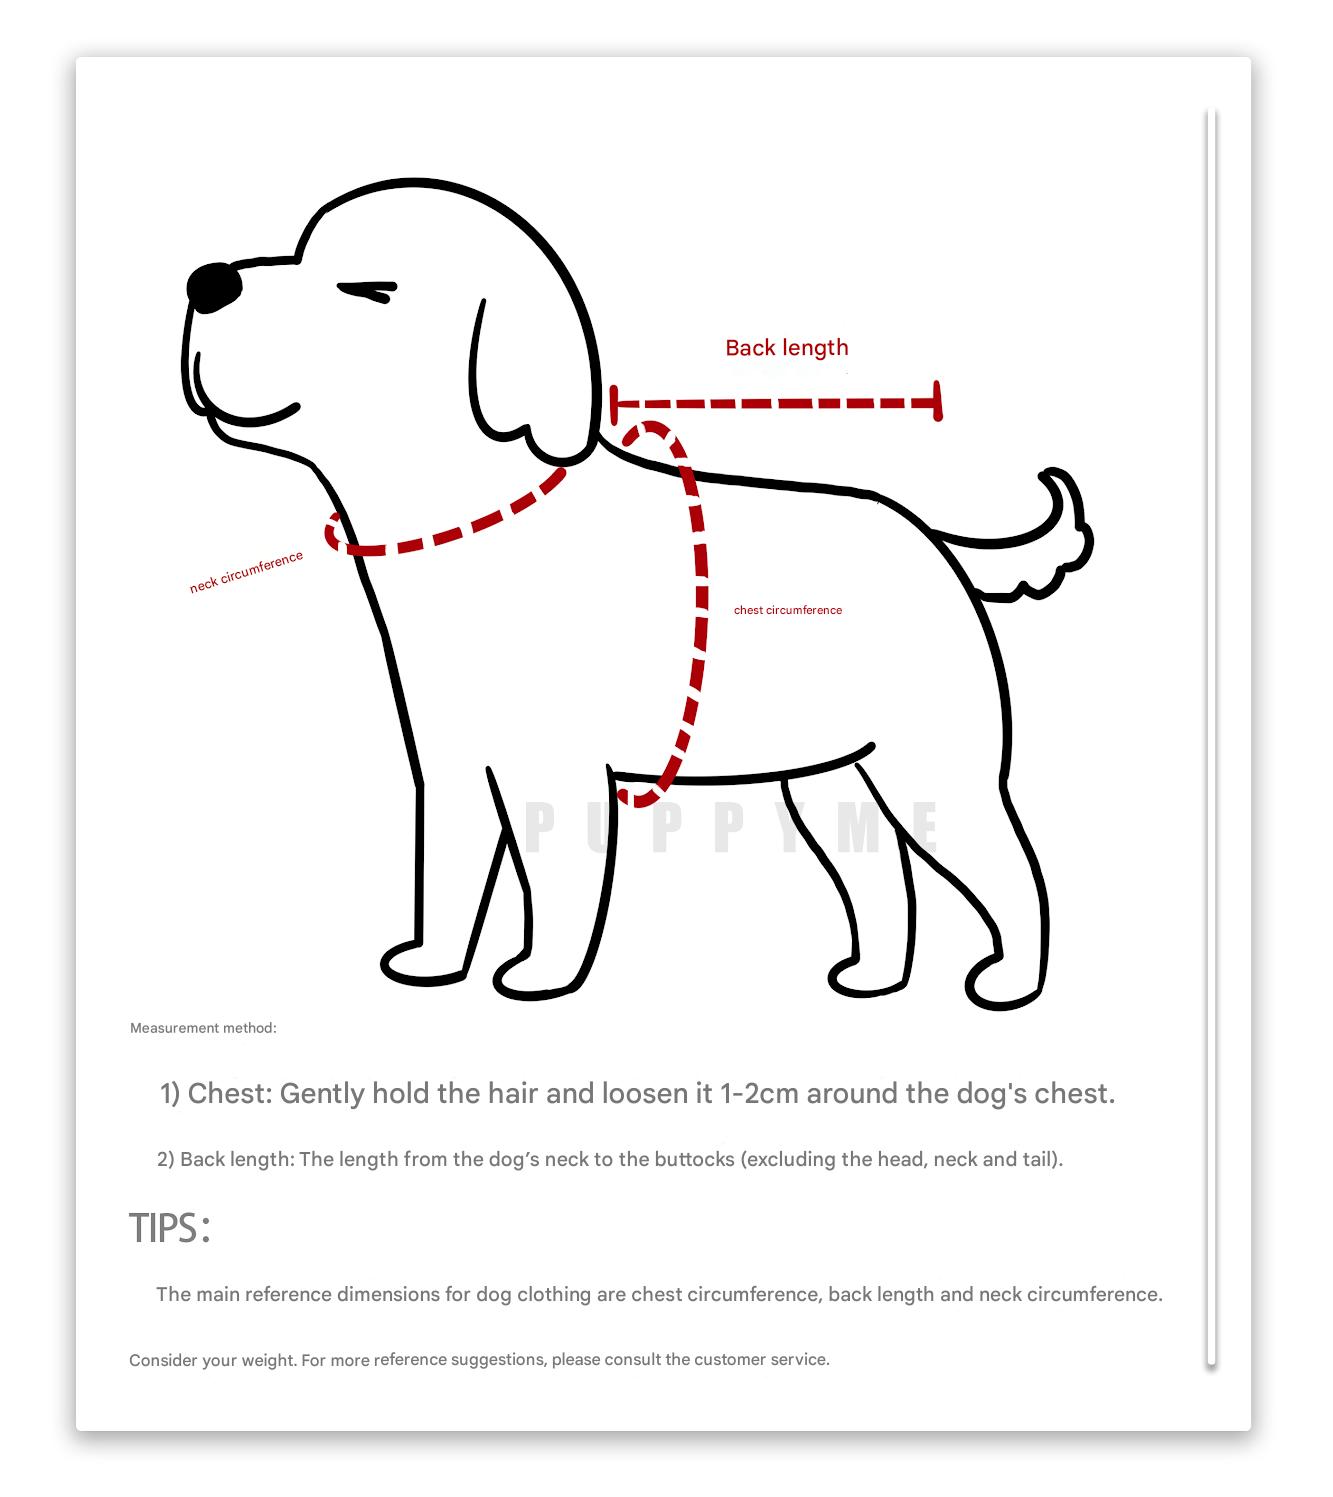 Back length
neck circumference
chest circumference
PUPPYME
Measurement method:
1) Chest: Gently hold the hair and loosen it 1-2cm around the dog's chest.
2) Back length: The length from the dog’s neck to the buttocks (excluding the head, neck and tail).
TIPS:
The main reference dimensions for dog clothing are chest circumference, back length and neck circumference.
Consider your weight. For more reference suggestions, please consult the customer service.